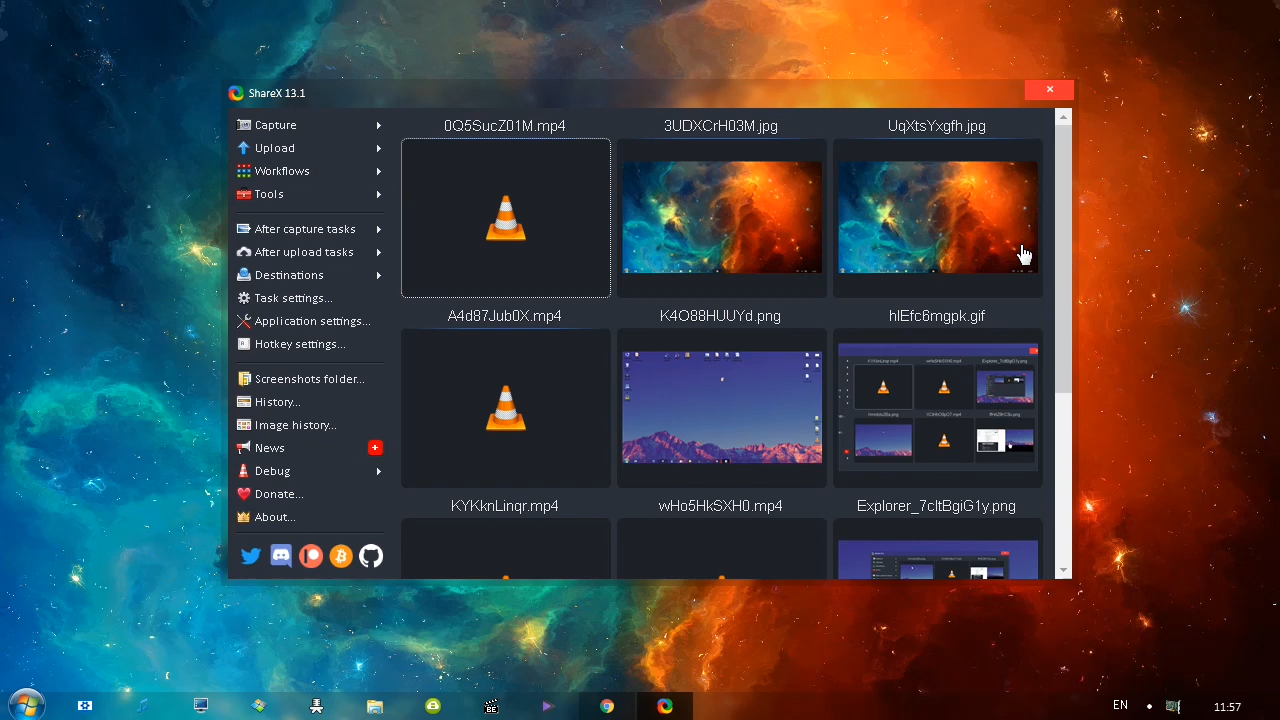 ShareX 13.1
Capture
Upload
Workflows
Tools
After capture tasks
After upload tasks
Destinations
Task settings...
Application settings...
Hotkey settings...
Screenshots folder...
History...
Image history...
News
Debug
Donate...
About...
0Q5SucZ01M.mp4
3UDXCrH03M.jpg
UqXtsYxgfh.jpg
A4d87Jub0X.mp4
K4O88HUUYd.png
hlEfc6mgpk.gif
KYKknLinqr.mp4
wHo5HkSXH0.mp4
Explorer_7cItBgiG1y.png
EN
11:57